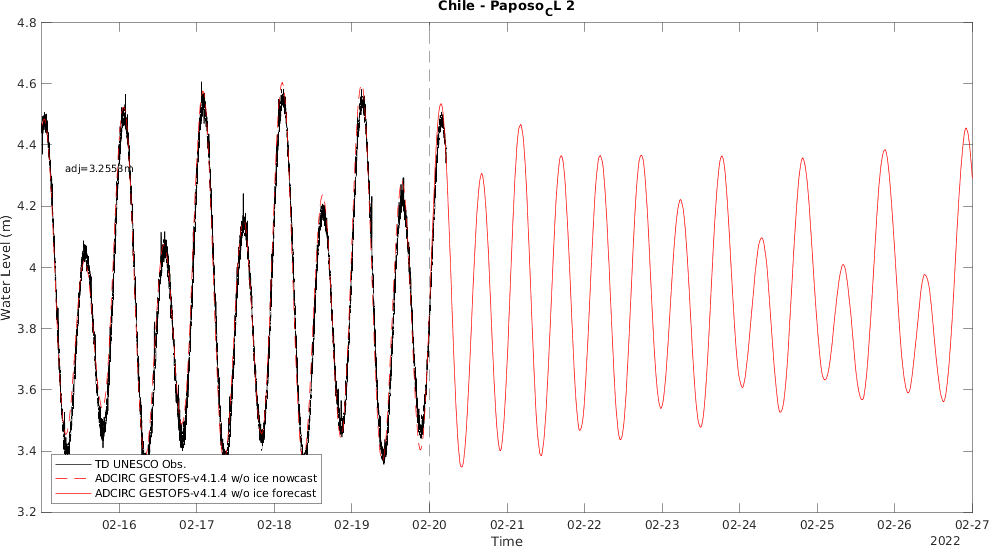 Chile - Paposo_CL 2
4.8
4.6
4.4
4.2
4
3.8
3.6
3.4
3.2
Water Level (m)
adj=3.2553m
TD UNESCO Obs.
ADCIRC GESTOFS-v4.1.4 w/o ice nowcast
ADCIRC GESTOFS-v4.1.4 w/o ice forecast
02-16 02-17 02-18 02-19 02-20 02-21 02-22 02-23 02-24 02-25 02-26 02-27
Time
2022